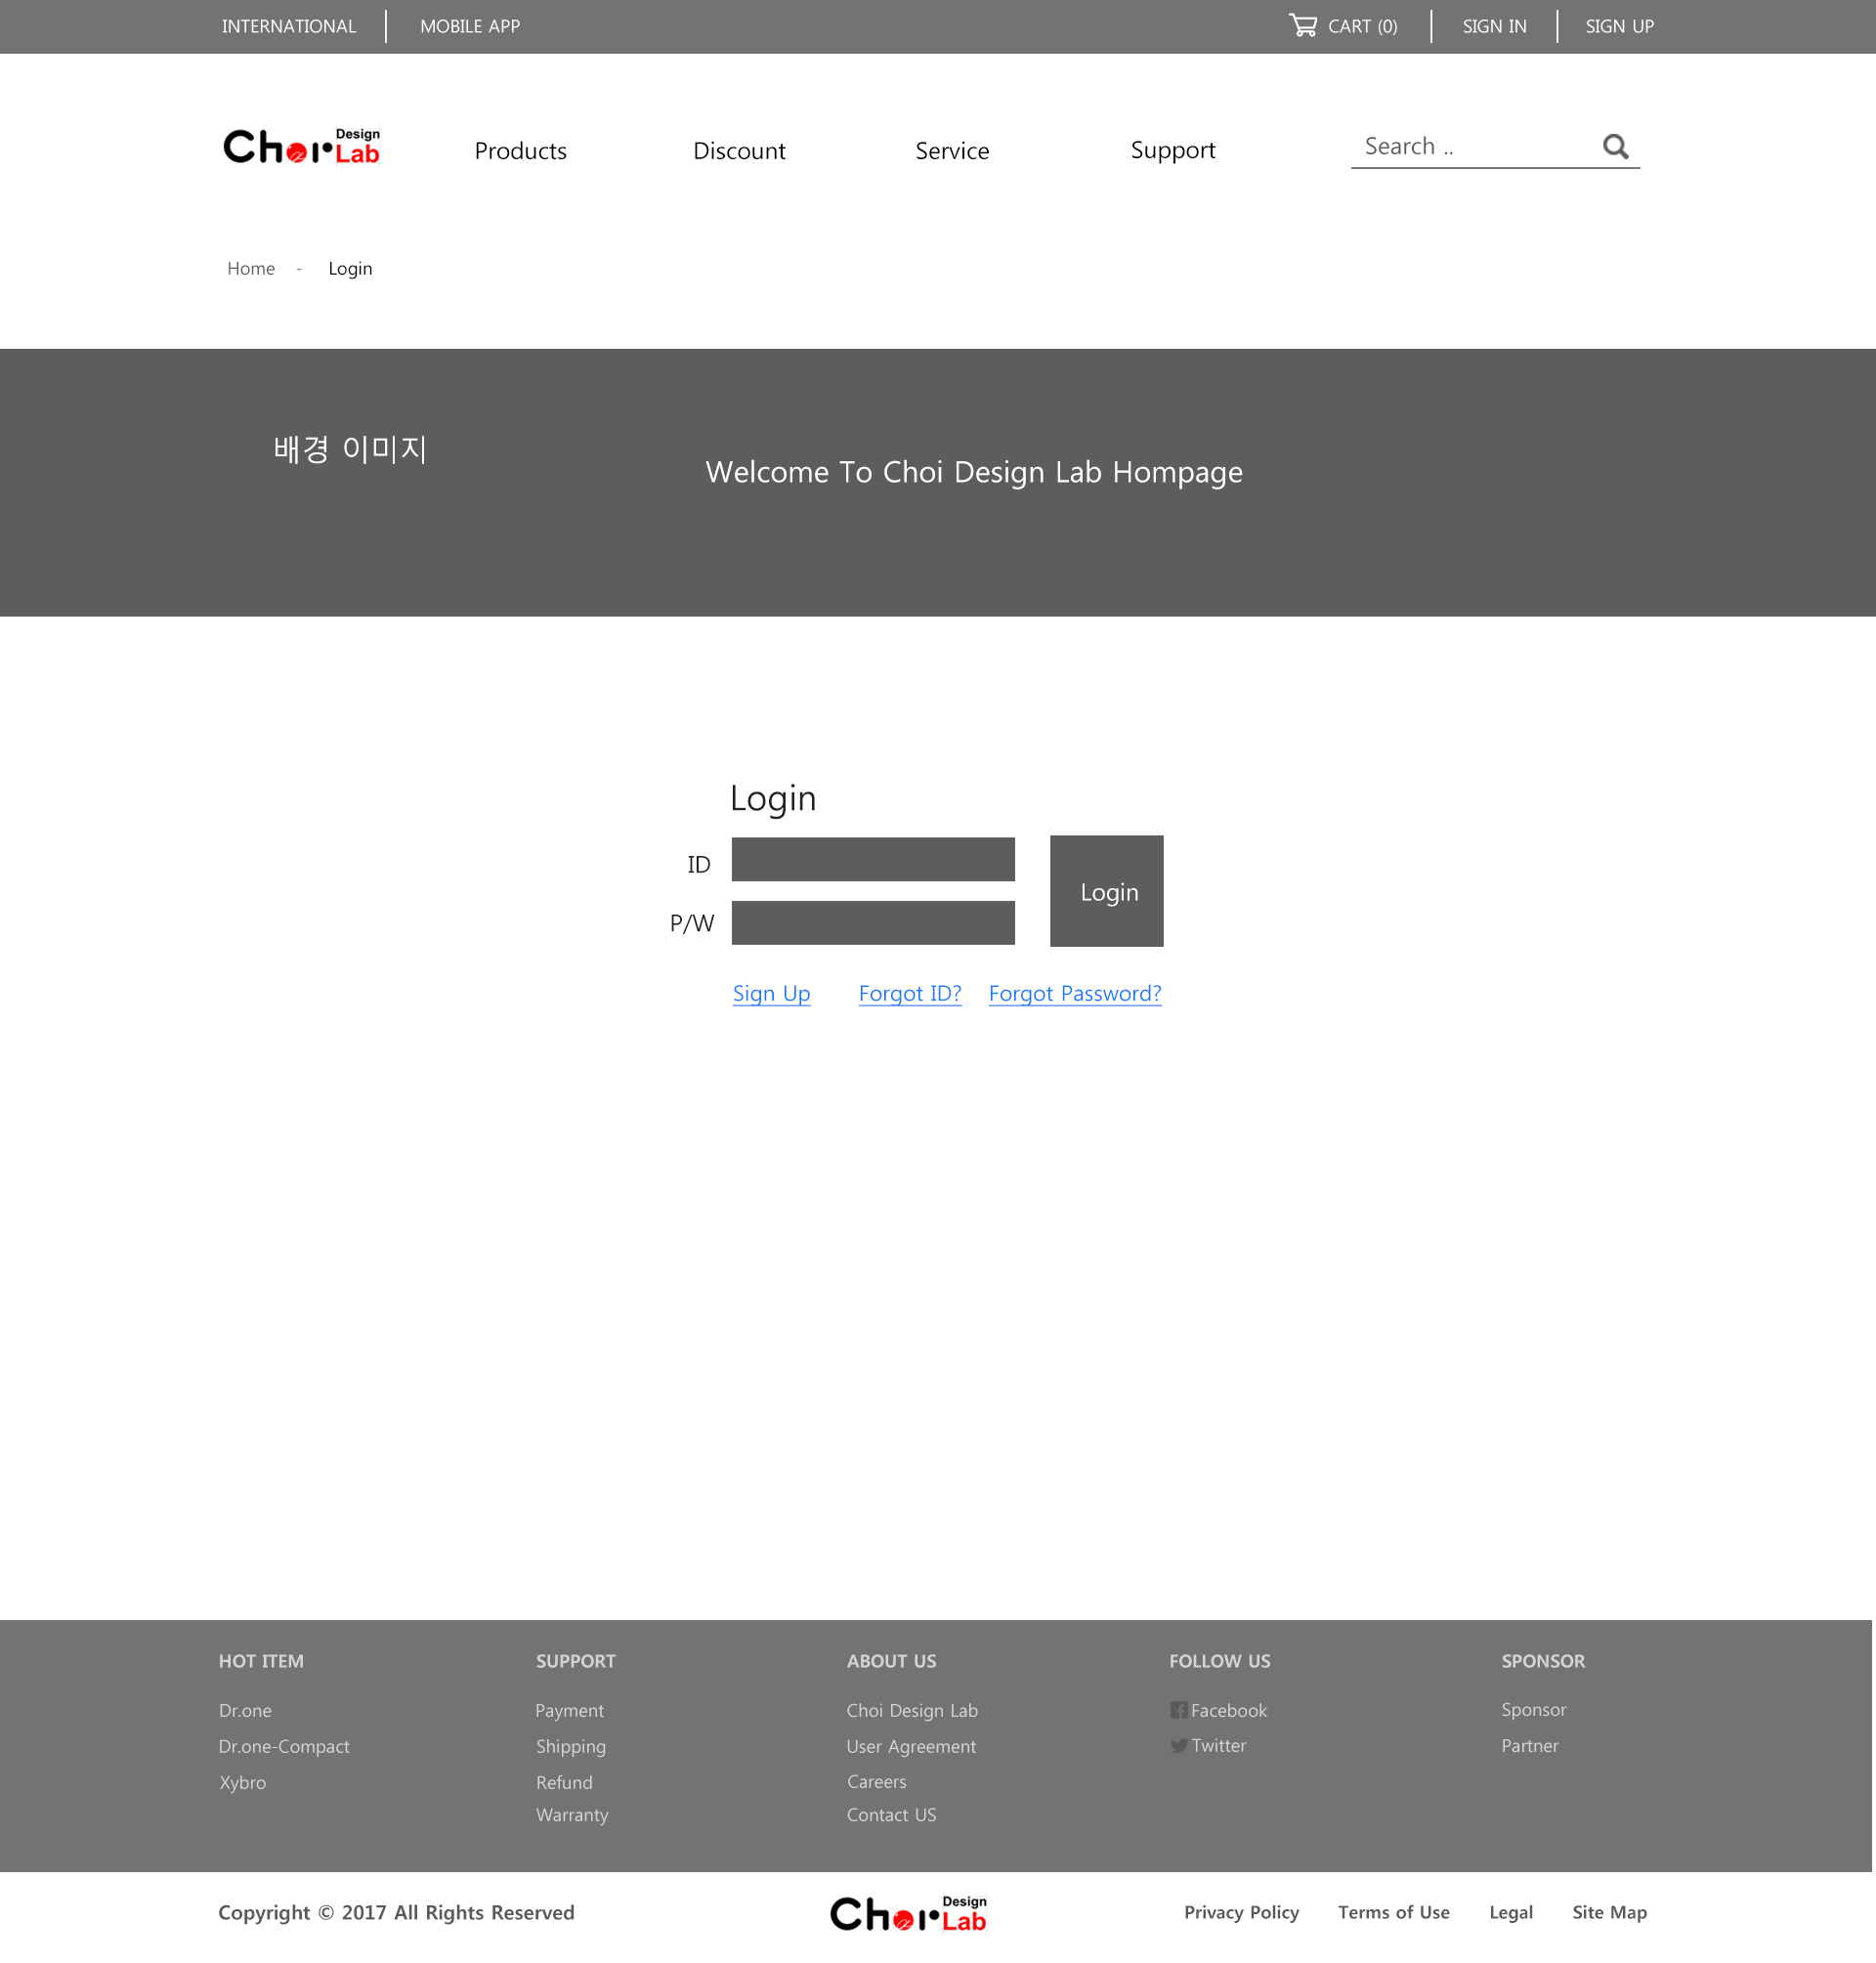 INTERNATIONAL MOBILE APP CART (0) SIGN IN SIGN UP
Choi Design Lab Products Discount Service Support Search ..
Home - Login
배경 이미지
Welcome To Choi Design Lab Hompage
Login
ID
Login
P/W
Sign Up Forgot ID? Forgot Password?
HOT ITEM SUPPORT ABOUT US FOLLOW US SPONSOR
Dr.one Payment Choi Design Lab Facebook Sponsor
Dr.one-Compact Shipping User Agreement Twitter Partner
Xybro Refund Careers
Warranty Contact US
Copyright © 2017 All Rights Reserved Choi Design Lab Privacy Policy Terms of Use Legal Site Map